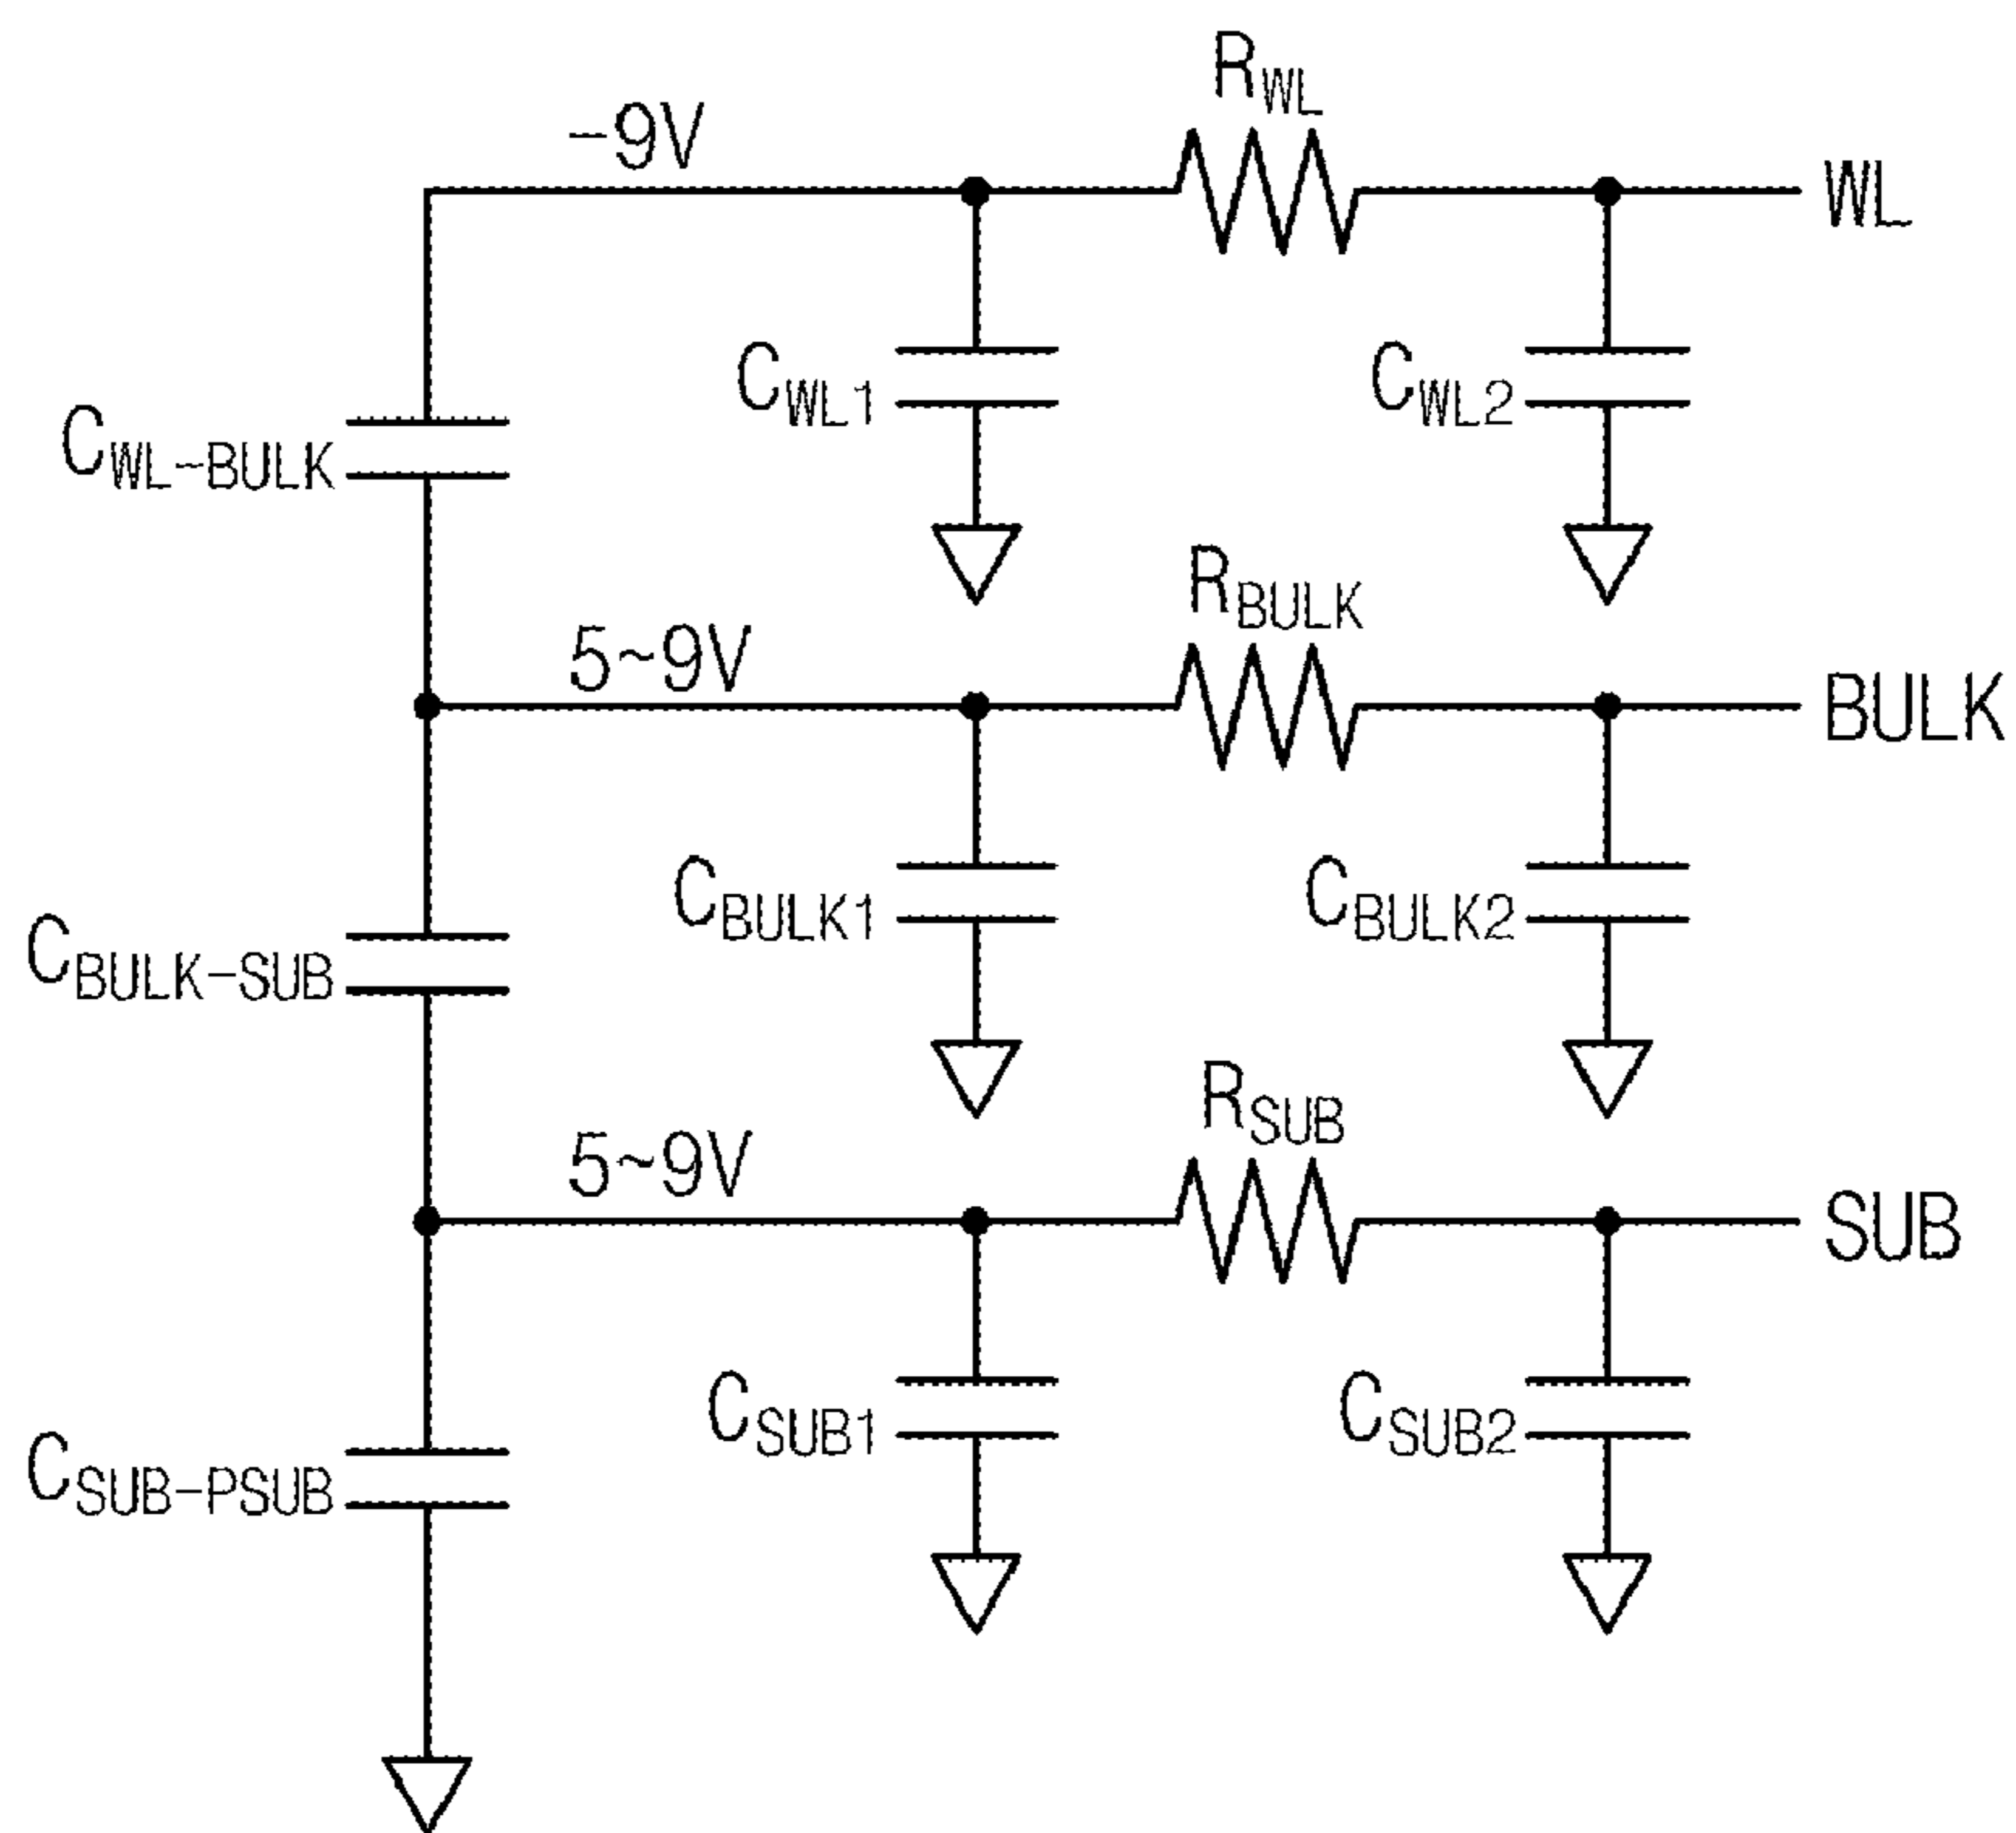 R_WL
-9V
WL
C_WL1
C_WL2
C_WL-BULK
R_BULK
5~9V
BULK
C_BULK1
C_BULK2
C_BULK-SUB
R_SUB
5~9V
SUB
C_SUB1
C_SUB2
C_SUB-PSUB